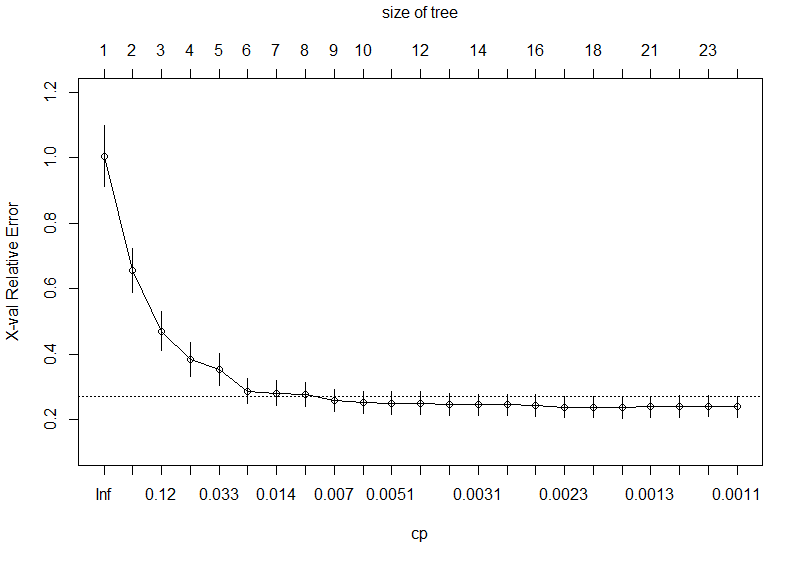 size of tree
1 2 3 4 5 6 7 8 9 10 12 14 16 18 21 23
1.2
1.0
0.8
0.6
0.4
0.2
X-val Relative Error
Inf 0.12 0.033 0.014 0.007 0.0051 0.0031 0.0023 0.0013 0.0011
cp